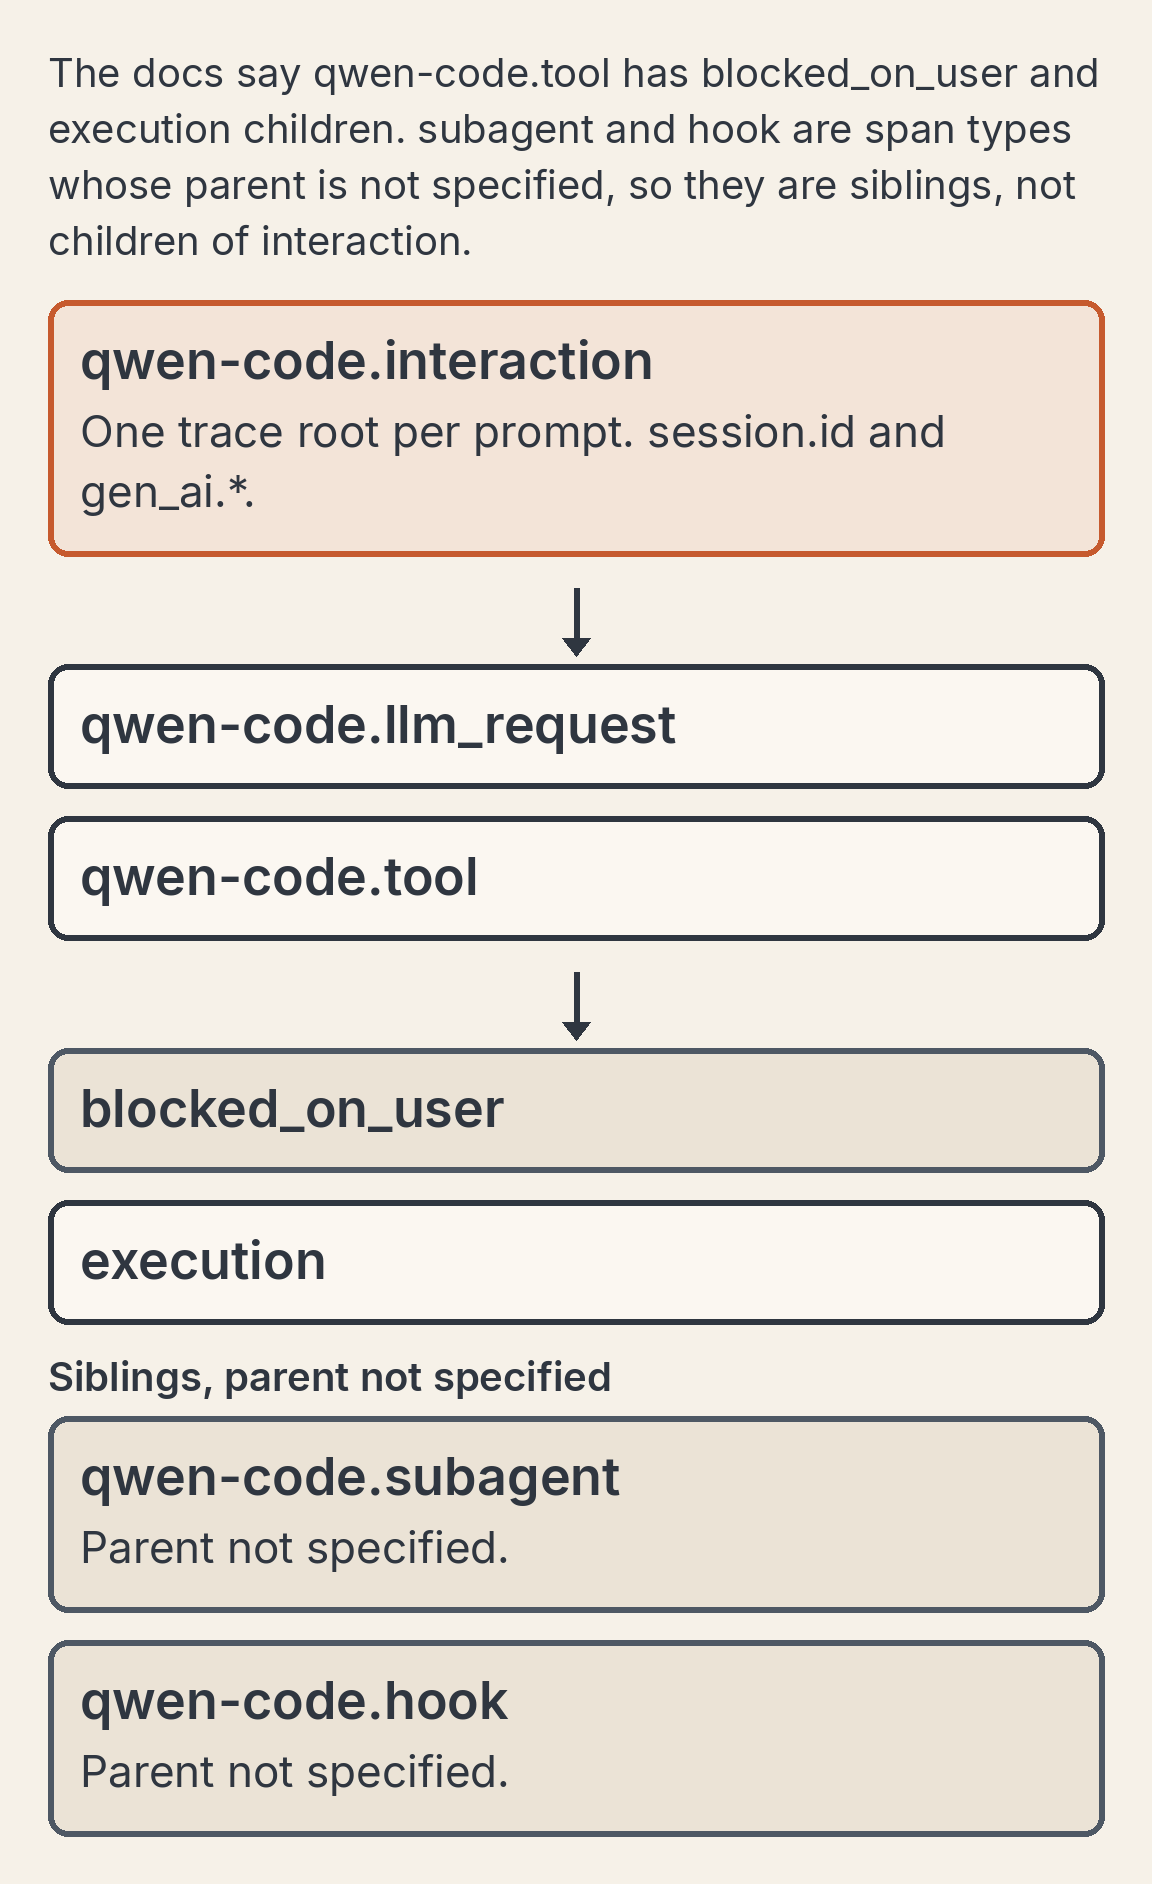 The docs say qwen-code.tool has blocked_on_user and
execution children. subagent and hook are span types
whose parent is not specified, so they are siblings, not
children of interaction.
qwen-code.interaction
One trace root per prompt. session.id and
gen_ai.*.
qwen-code.llm_request
qwen-code.tool
blocked_on_user
execution
Siblings, parent not specified
qwen-code.subagent
Parent not specified.
qwen-code.hook
Parent not specified.